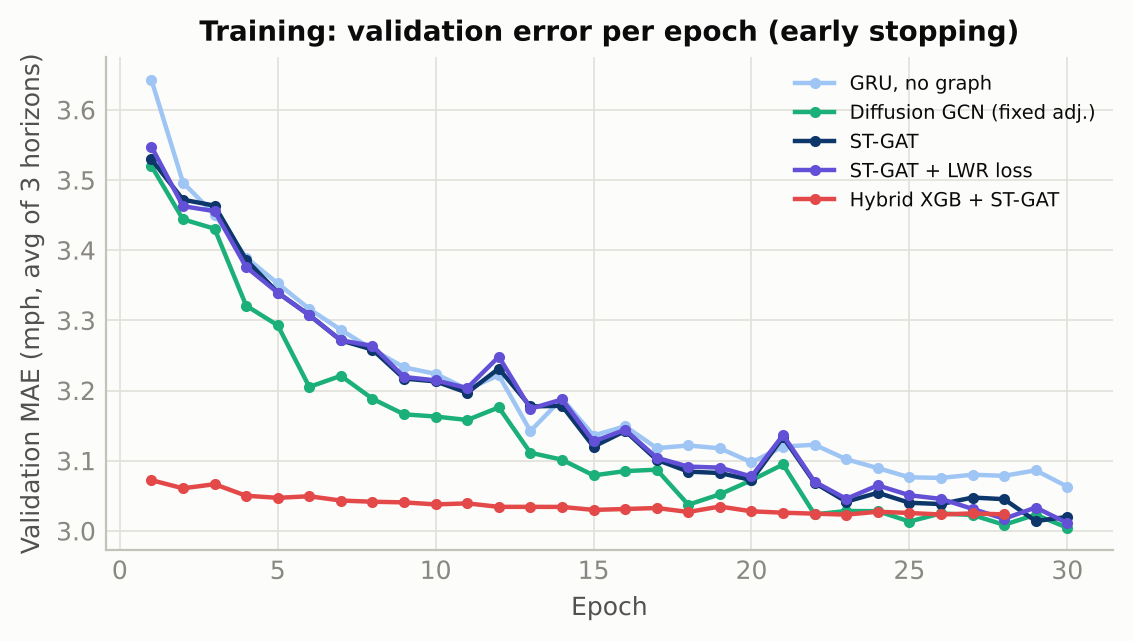 Training: validation error per epoch (early stopping)
Validation MAE (mph, avg of 3 horizons)
3.6
3.5
3.4
3.3
3.2
3.1
3.0
GRU, no graph
Diffusion GCN (fixed adj.)
ST-GAT
ST-GAT + LWR loss
Hybrid XGB + ST-GAT
0 5 10 15 20 25 30
Epoch